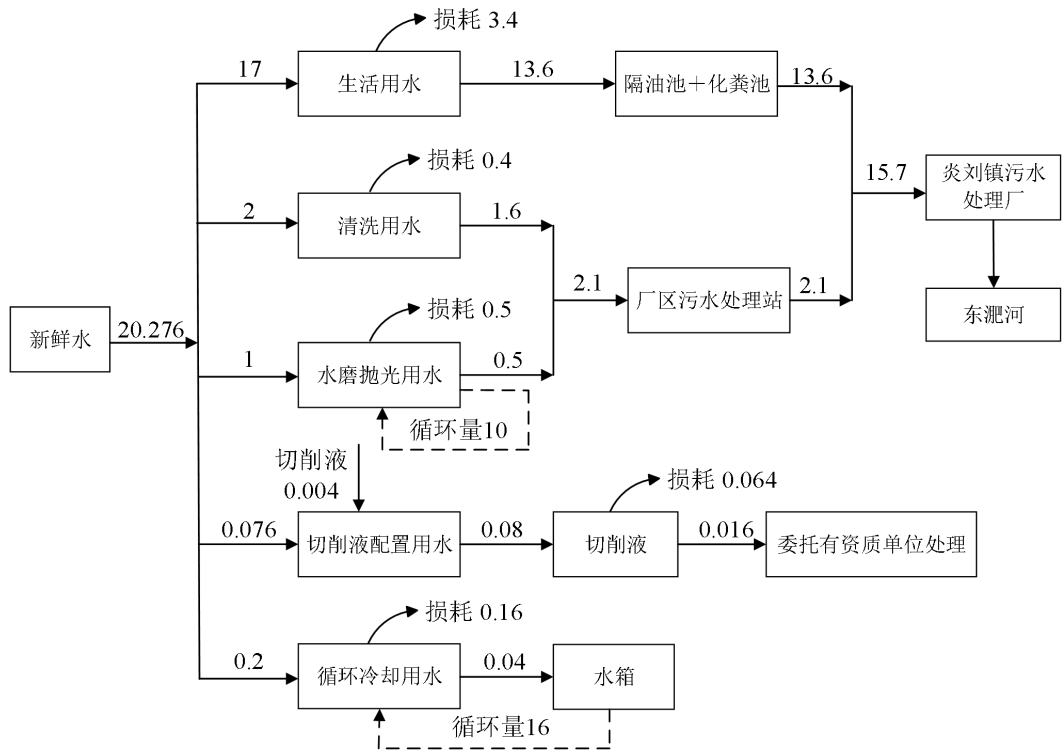 损耗 3.4
17
生活用水
13.6
隔油池＋化粪池
13.6
损耗 0.4
2
清洗用水
1.6
15.7
炎刘镇污水
处理厂
2.1
厂区污水处理站
2.1
东淝河
新鲜水
20.276
损耗 0.5
1
水磨抛光用水
0.5
循环量10
切削液
0.004
0.076
切削液配置用水
0.08
损耗 0.064
切削液
0.016
委托有资质单位处理
损耗 0.16
0.2
循环冷却用水
0.04
水箱
循环量16